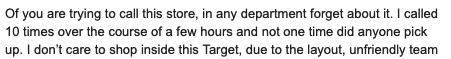 Of you are trying to call this store, in any department forget about it. I called
10 times over the course of a few hours and not one time did anyone pick
up. I don't care to shop inside this Target, due to the layout, unfriendly team